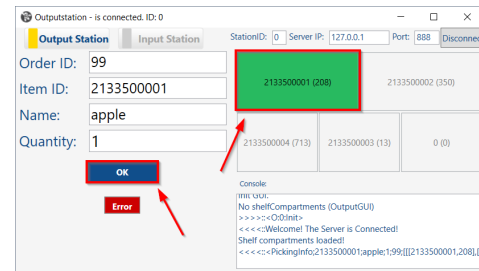 Outputstation - is connected. ID: 0
Output Station
Input Station
StationID: 0 Server IP: 127.0.0.1 Port: 888 Disconnec
Order ID: 99
Item ID: 2133500001
Name: apple
Quantity: 1
OK
Error
2133500001 (208)
2133500002 (350)
2133500004 (713)
2133500003 (13)
0 (0)
Console:
Init GUI.
No shelfCompartments (OutputGUI)
>>>>::<O:0:Init>
<<<<::Welcome! The Server is Connected!
Shelf compartments loaded!
<<<<::<PickingInfo;2133500001;apple;1;99;[[[2133500001,208],[